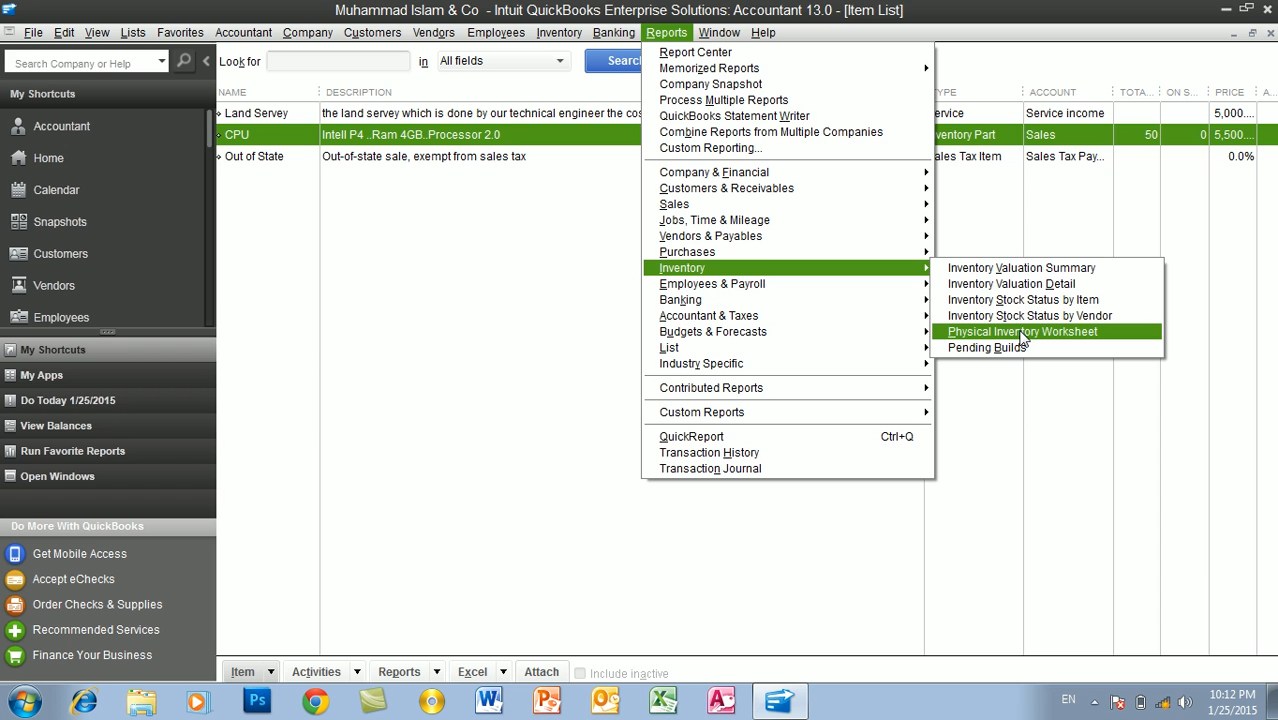 Muhammad Islam & Co - Intuit QuickBooks Enterprise Solutions: Accountant 13.0 - [Item List]
File Edit View Lists Favorites Accountant Company Customers Vendors Employees Inventory Banking Reports Window Help
Search Company or Help
Look for in All fields Searc
My Shortcuts
Accountant
Home
Calendar
Snapshots
Customers
Vendors
Employees
My Shortcuts
My Apps
Do Today 1/25/2015
View Balances
Run Favorite Reports
Open Windows
Do More With QuickBooks
Get Mobile Access
Accept eChecks
Order Checks & Supplies
Recommended Services
Finance Your Business
NAME DESCRIPTION YPE ACCOUNT TOTA... ON S... PRICE A...
Land Servey the land servey which is done by our technical engineer the cos ervice Service income 5,000....
CPU Intell P4 ..Ram 4GB..Processor 2.0 ventory Part Sales 50 0 5,500....
Out of State Out-of-state sale, exempt from sales tax ales Tax Item Sales Tax Pay... 0.0%
Report Center
Memorized Reports
Company Snapshot
Process Multiple Reports
QuickBooks Statement Writer
Combine Reports from Multiple Companies
Custom Reporting...
Company & Financial
Customers & Receivables
Sales
Jobs, Time & Mileage
Vendors & Payables
Purchases
Inventory
Employees & Payroll
Banking
Accountant & Taxes
Budgets & Forecasts
List
Industry Specific
Contributed Reports
Custom Reports
QuickReport Ctrl+Q
Transaction History
Transaction Journal
Inventory Valuation Summary
Inventory Valuation Detail
Inventory Stock Status by Item
Inventory Stock Status by Vendor
Physical Inventory Worksheet
Pending Builds
Item Activities Reports Excel Attach Include inactive
Ps EN 10:12 PM
1/25/2015